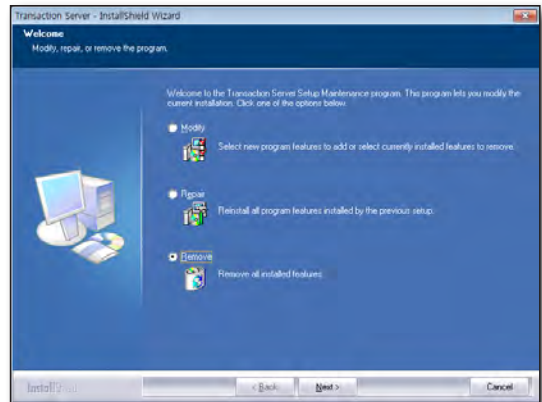 Transaction Server - InstallShield Wizard
Welcome
Modify, repair, or remove the program.
Welcome to the Transaction Server Setup Maintenance program. This program lets you modify the
current installation. Click one of the options below.
Modify
Select new program features to add or select currently installed features to remove.
Repair
Reinstall all program features installed by the previous setup.
Remove
Remove all installed features.
< Back
Next >
Cancel